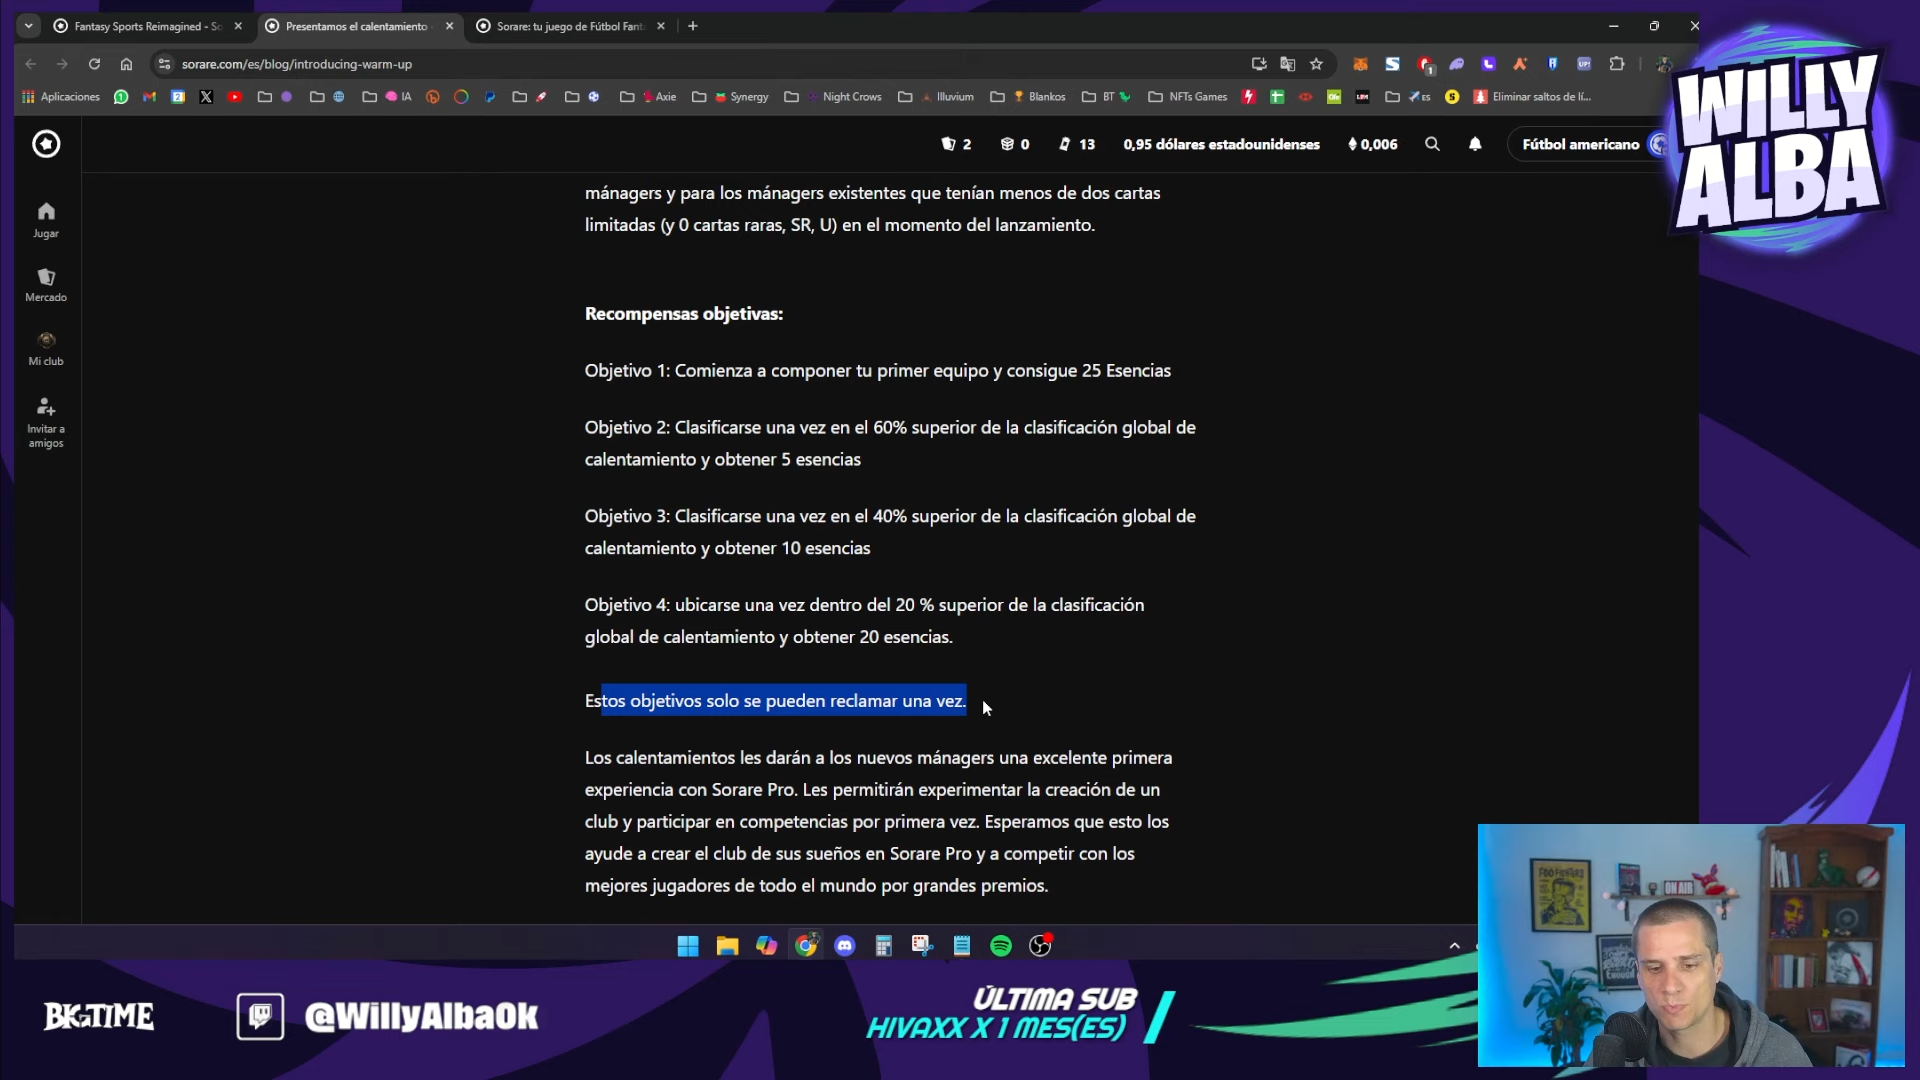 Fantasy Sports Reimagined - So
Presentamos el calentamiento
Sorare: tu juego de Fútbol Fant
sorare.com/es/blog/introducing-warm-up
Aplicaciones
IA
Axie
Synergy
Night Crows
Illuvium
Blankos
BT
NFTs Games
ES
Eliminar saltos de lí...
2
0
13
0,95 dólares estadounidenses
0,006
Fútbol americano
WILLY
ALBA
Jugar
Mercado
Mi club
Invitar a
amigos
mánagers y para los mánagers existentes que tenían menos de dos cartas
limitadas (y 0 cartas raras, SR, U) en el momento del lanzamiento.
Recompensas objetivas:
Objetivo 1: Comienza a componer tu primer equipo y consigue 25 Esencias
Objetivo 2: Clasificarse una vez en el 60% superior de la clasificación global de
calentamiento y obtener 5 esencias
Objetivo 3: Clasificarse una vez en el 40% superior de la clasificación global de
calentamiento y obtener 10 esencias
Objetivo 4: ubicarse una vez dentro del 20 % superior de la clasificación
global de calentamiento y obtener 20 esencias.
Estos objetivos solo se pueden reclamar una vez.
Los calentamientos les darán a los nuevos mánagers una excelente primera
experiencia con Sorare Pro. Les permitirán experimentar la creación de un
club y participar en competencias por primera vez. Esperamos que esto los
ayude a crear el club de sus sueños en Sorare Pro y a competir con los
mejores jugadores de todo el mundo por grandes premios.
FOO FIGHTERS
ON AIR
BIGTIME
@WillyAlbaOk
ÚLTIMA SUB
HIVAXX X 1 MES(ES)